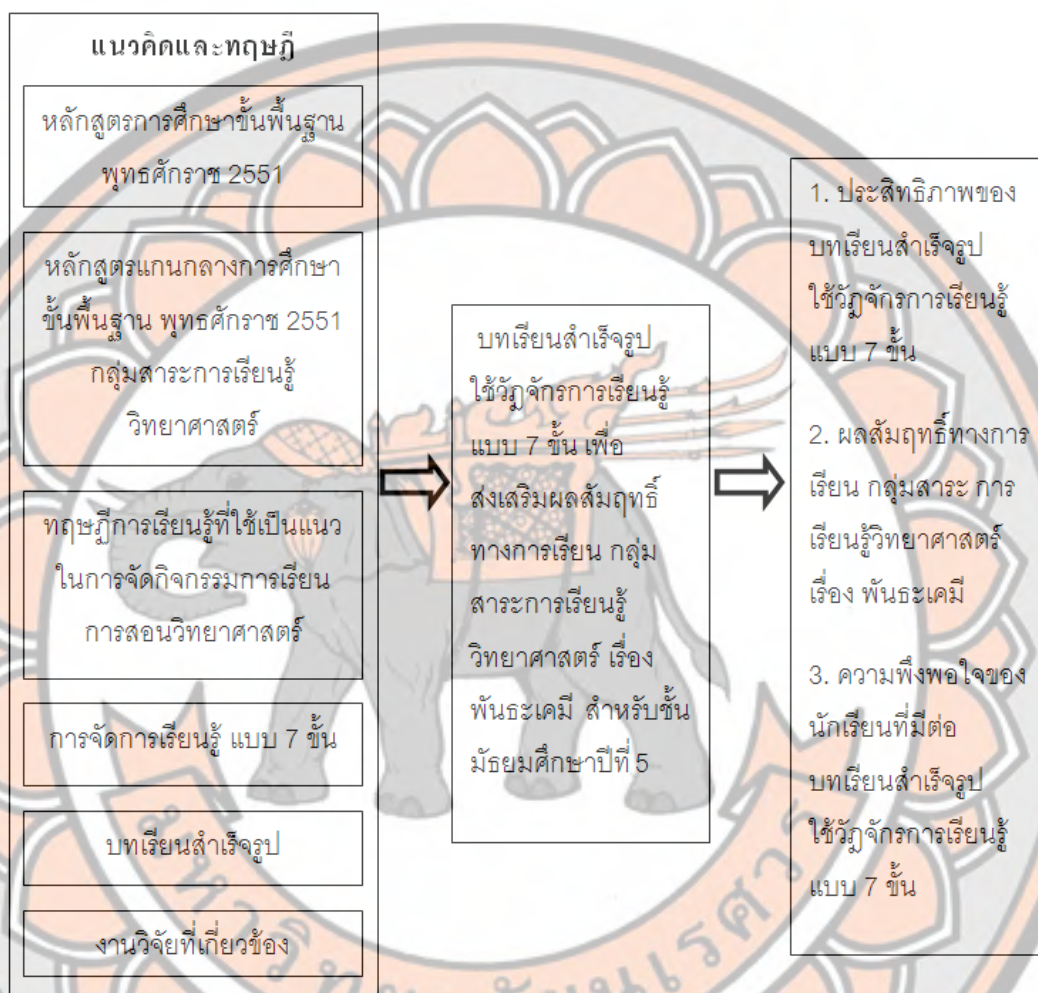 แนวคิดและทฤษฎี
หลักสูตรการศึกษาขั้นพื้นฐาน
พุทธศักราช 2551
หลักสูตรแกนกลางการศึกษา
ขั้นพื้นฐาน พุทธศักราช 2551
กลุ่มสาระการเรียนรู้
วิทยาศาสตร์
ทฤษฎีการเรียนรู้ที่ใช้เป็นแนว
ในการจัดกิจกรรมการเรียน
การสอนวิทยาศาสตร์
การจัดการเรียนรู้ แบบ 7 ขั้น
บทเรียนสำเร็จรูป
งานวิจัยที่เกี่ยวข้อง
บทเรียนสำเร็จรูป
ใช้วัฏจักรการเรียนรู้
แบบ 7 ขั้น เพื่อ
ส่งเสริมผลสัมฤทธิ์
ทางการเรียน กลุ่ม
สาระการเรียนรู้
วิทยาศาสตร์ เรื่อง
พันธะเคมี สำหรับชั้น
มัธยมศึกษาปีที่ 5
1. ประสิทธิภาพของ
บทเรียนสำเร็จรูป
ใช้วัฏจักรการเรียนรู้
แบบ 7 ขั้น
2. ผลสัมฤทธิ์ทางการ
เรียน กลุ่มสาระ การ
เรียนรู้วิทยาศาสตร์
เรื่อง พันธะเคมี
3. ความพึงพอใจของ
นักเรียนที่มีต่อ
บทเรียนสำเร็จรูป
ใช้วัฏจักรการเรียนรู้
แบบ 7 ขั้น